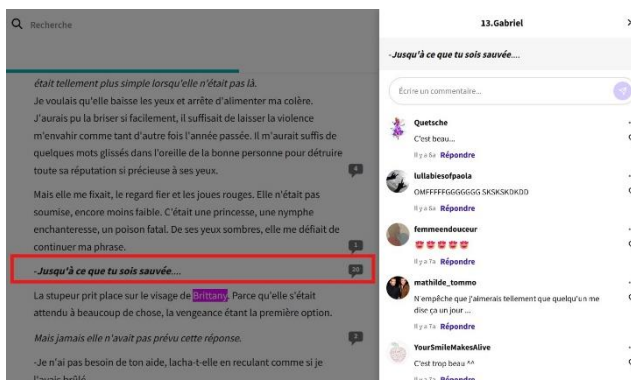 Recherche
était tellement plus simple lorsqu'elle n'était pas là.
Je voulais qu'elle baisse les yeux et arrête d'alimenter ma colère.
J'aurais pu la briser si facilement, il suffisait de laisser la violence
m'envahir comme tant d'autre fois l'année passée. Il m'aurait suffis de
quelques mots glissés dans l'oreille de la bonne personne pour détruire
toute sa réputation si précieuse à ses yeux.
4
Mais elle me fixait, le regard fier et les joues rouges. Elle n'était pas
soumise, encore moins faible. C'était une princesse, une nymphe
enchanteresse, un poison fatal. De ses yeux sombres, elle me défiait de
continuer ma phrase.
1
-Jusqu'à ce que tu sois sauvée....
20
La stupeur prit place sur le visage de Brittany. Parce qu'elle s'était
attendu à beaucoup de chose, la vengeance étant la première option.
Mais jamais elle n'avait pas prévu cette réponse.
2
-Je n'ai pas besoin de ton aide, lacha-t-elle en reculant comme si je
l'avais brûlé.
13.Gabriel
-Jusqu'à ce que tu sois sauvée....
Écrire un commentaire...
Quetsche
C'est beau...
Il y a 6a Répondre
lullabiesofpaola
OMFFFFFGGGGGGG SKSKSKDKDD
Il y a 6a Répondre
femmeendouceur
Il y a 7a Répondre
mathilde_tommo
N'empêche que j'aimerais tellement que quelqu'un me
dise ça un jour ...
Il y a 7a Répondre
YourSmileMakesAlive
C'est trop beau ^^
Il y a 7a Répondre